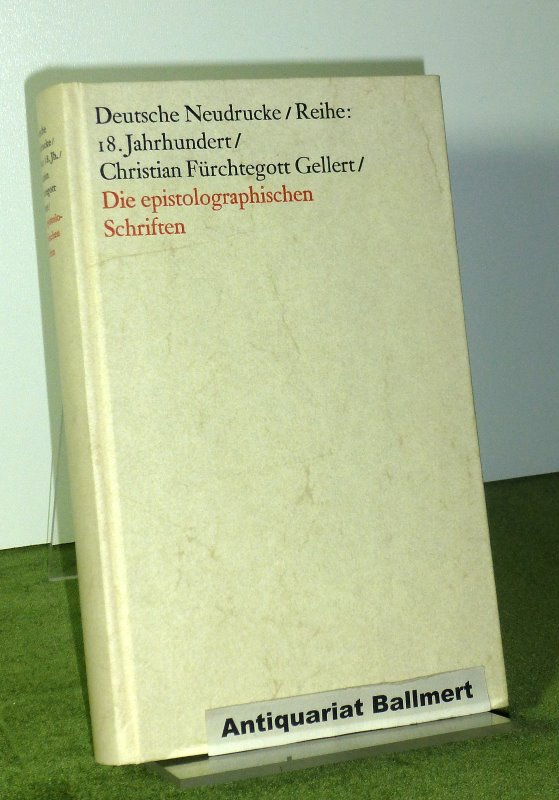 Deutsche Neudrucke / Reihe:
18. Jahrhundert /
Christian Fürchtegott Gellert /
Die epistolographischen
Schriften
Antiquariat Ballmert